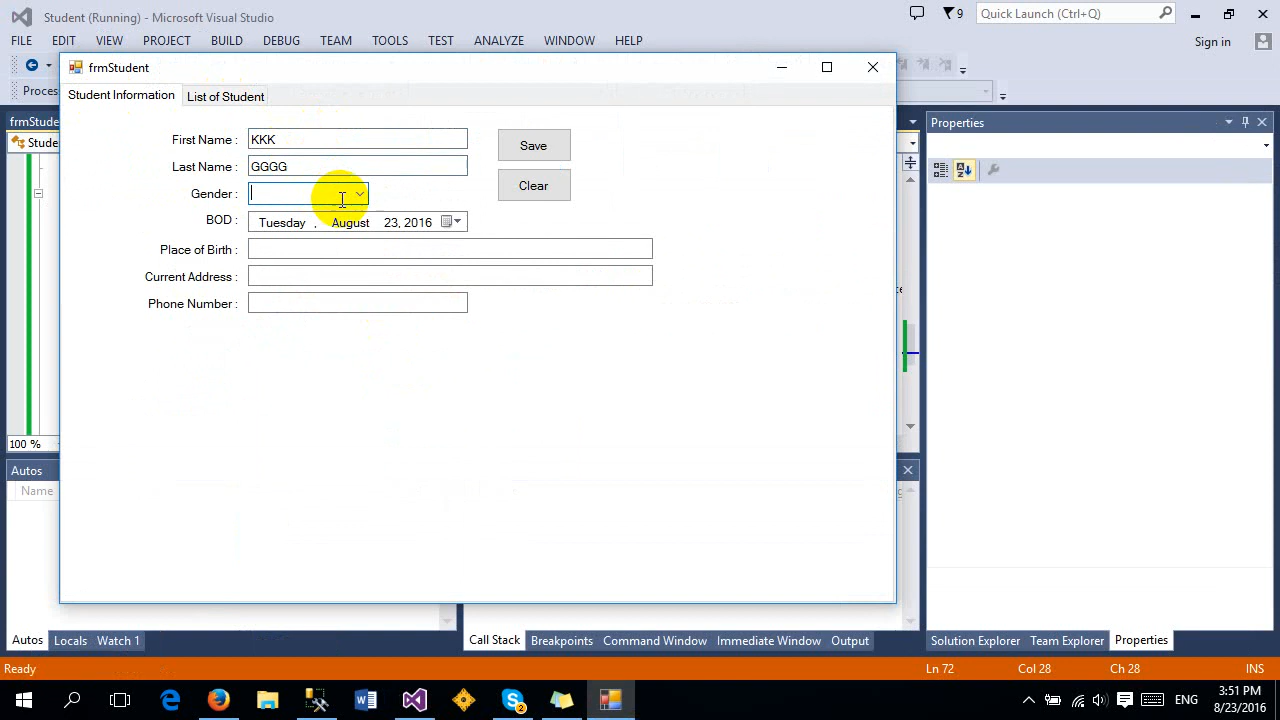 Student (Running) - Microsoft Visual Studio
9
Quick Launch (Ctrl+Q)
FILE EDIT VIEW PROJECT BUILD DEBUG TEAM TOOLS TEST ANALYZE WINDOW HELP
Sign in
frmStudent
Proces
Student Information List of Student
frmStude
Properties
Stude
First Name : KKK
Save
Last Name : GGGG
Clear
Gender :
BOD : Tuesday , August 23, 2016
Place of Birth :
Current Address :
Phone Number :
100 %
Autos
Name
Autos Locals Watch 1
Call Stack Breakpoints Command Window Immediate Window Output
Solution Explorer Team Explorer Properties
Ready
Ln 72 Col 28 Ch 28 INS
2
ENG
3:51 PM
8/23/2016